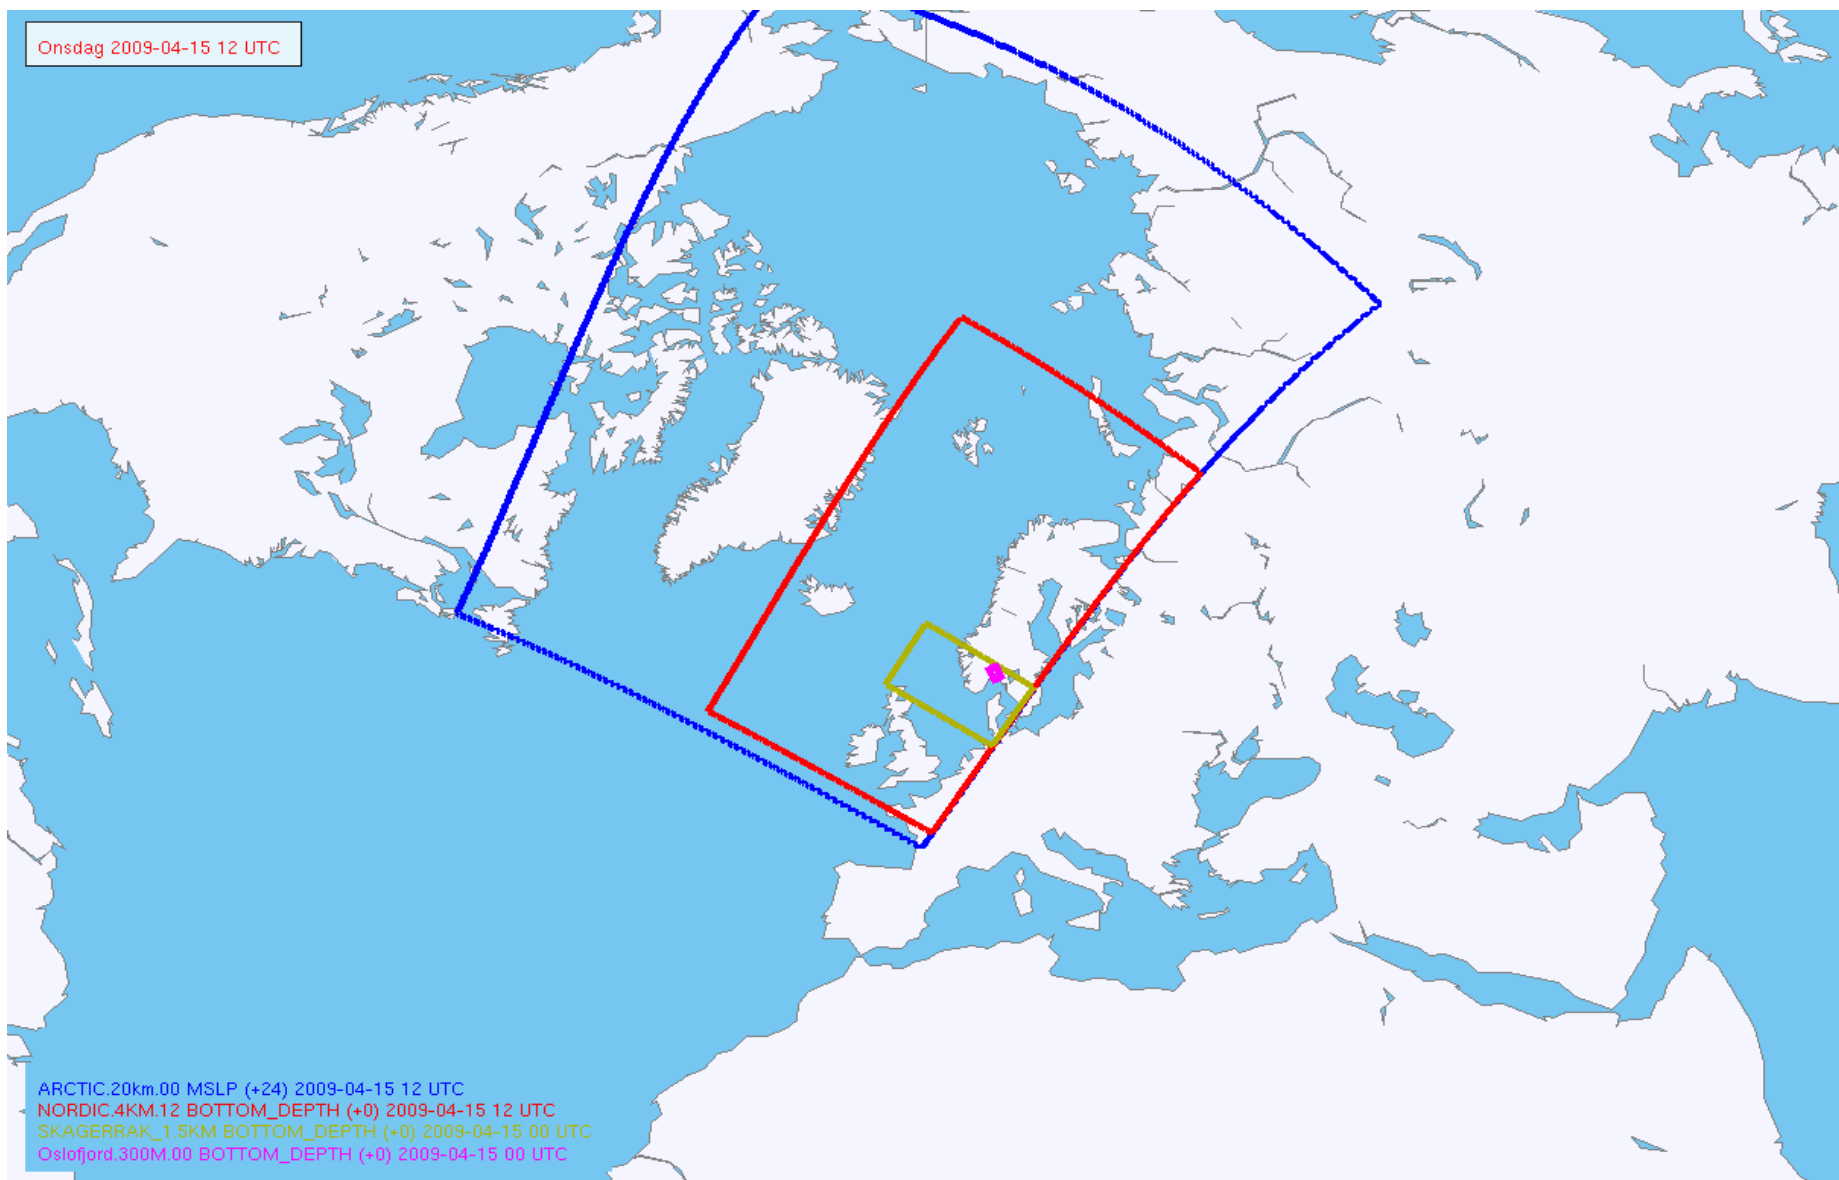 Onsdag 2009-04-15 12 UTC
ARCTIC.20km.00 MSLP (+24) 2009-04-15 12 UTC
NORDIC.4KM.12 BOTTOM_DEPTH (+0) 2009-04-15 12 UTC
SKAGERRAK_1.5KM BOTTOM_DEPTH (+0) 2009-04-15 00 UTC
Oslofjord.300M.00 BOTTOM_DEPTH (+0) 2009-04-15 00 UTC